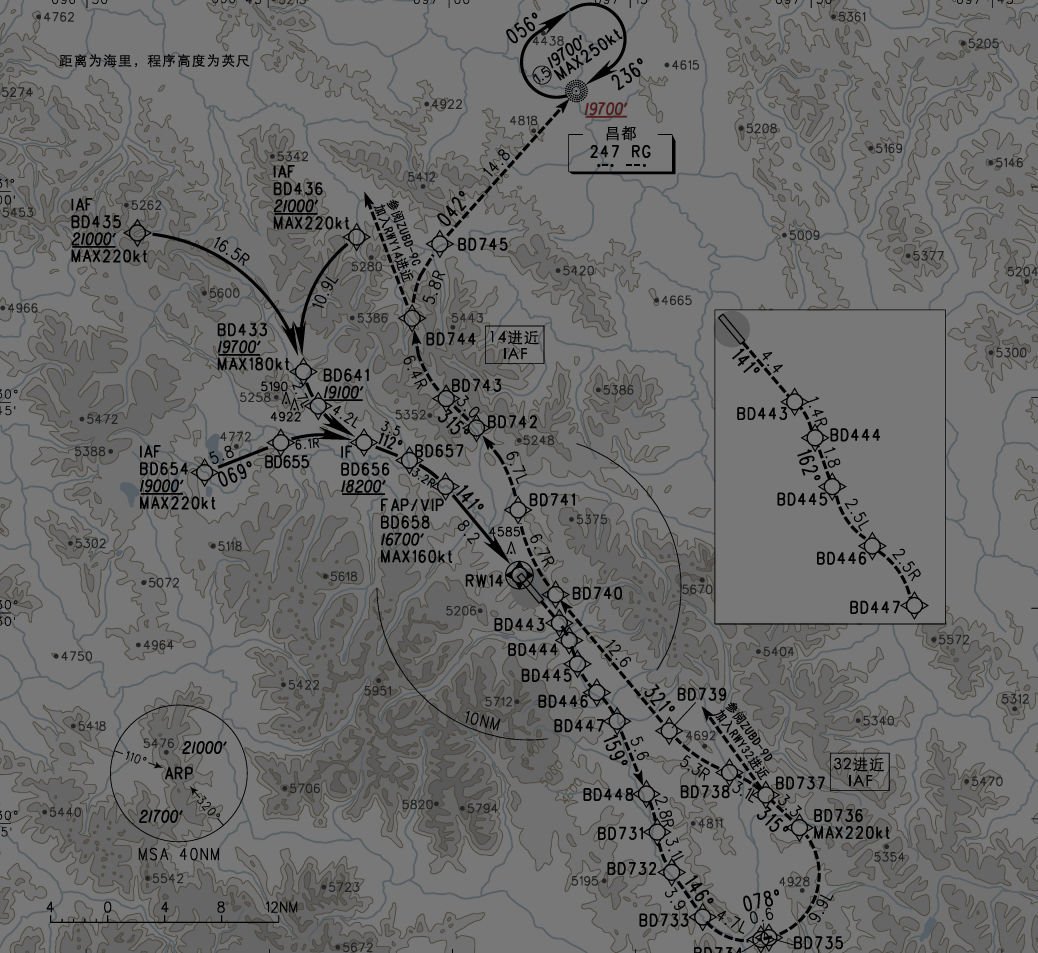 4762
5361
5205
距离为海里，程序高度为英尺
056°
4438
1.5
19700'
MAX250kt
236°
4615
5274
4922
4818
19700'
昌都
247 RG
5208
5169
5146
14.8
5342
IAF
BD436
21000'
MAX220kt
5412
042°
5453
IAF
BD435
21000'
MAX220kt
5262
参阅ZUBD-9C
加入RWY14进近
BD745
5009
5377
5204
16.5R
10.9L
5280
5.8R
5420
5600
4665
4966
5386
5443
BD744
14进近
IAF
BD433
19700'
MAX180kt
BD641
19100'
6.4R
BD743
3.0
315°
BD742
5386
5300
141°
4.4
BD443
1.4R
BD444
162°
1.8
BD445
2.5L
BD446
2.5R
BD447
5190
5258
4922
2.7L
4.2L
5352
5472
5388
4772
3.5
112°
5248
IAF
BD654
19000'
MAX220kt
5.8
069°
6.1R
BD655
IF
BD656
18200'
BD657
3.2R
141°
8.2
6.7L
BD741
FAP/VIP
BD658
16700'
MAX160kt
4585
5375
6.7R
5302
5118
5618
5072
RW14
BD740
5670
5206
BD443
BD444
BD445
BD446
BD447
12.6
321°
BD739
4964
4750
5404
5572
5422
5951
5712
10NM
5312
5418
参阅ZUBD-9D
加入RWY32进近
5340
4692
159°
5.6
5476
21000'
110°
ARP
320°
21700'
MSA 40NM
5.3R
BD738
3.1L
BD737
32进近
IAF
5470
5706
BD448
3.3
315°
BD736
MAX220kt
5440
5820
5794
2.8R
BD731
4811
3.1L
5354
BD732
5542
5723
5195
146°
3.9
4928
078°
0.6
16.6
BD733
4.7L
BD734
BD735
4
0
4
8
12NM
5672